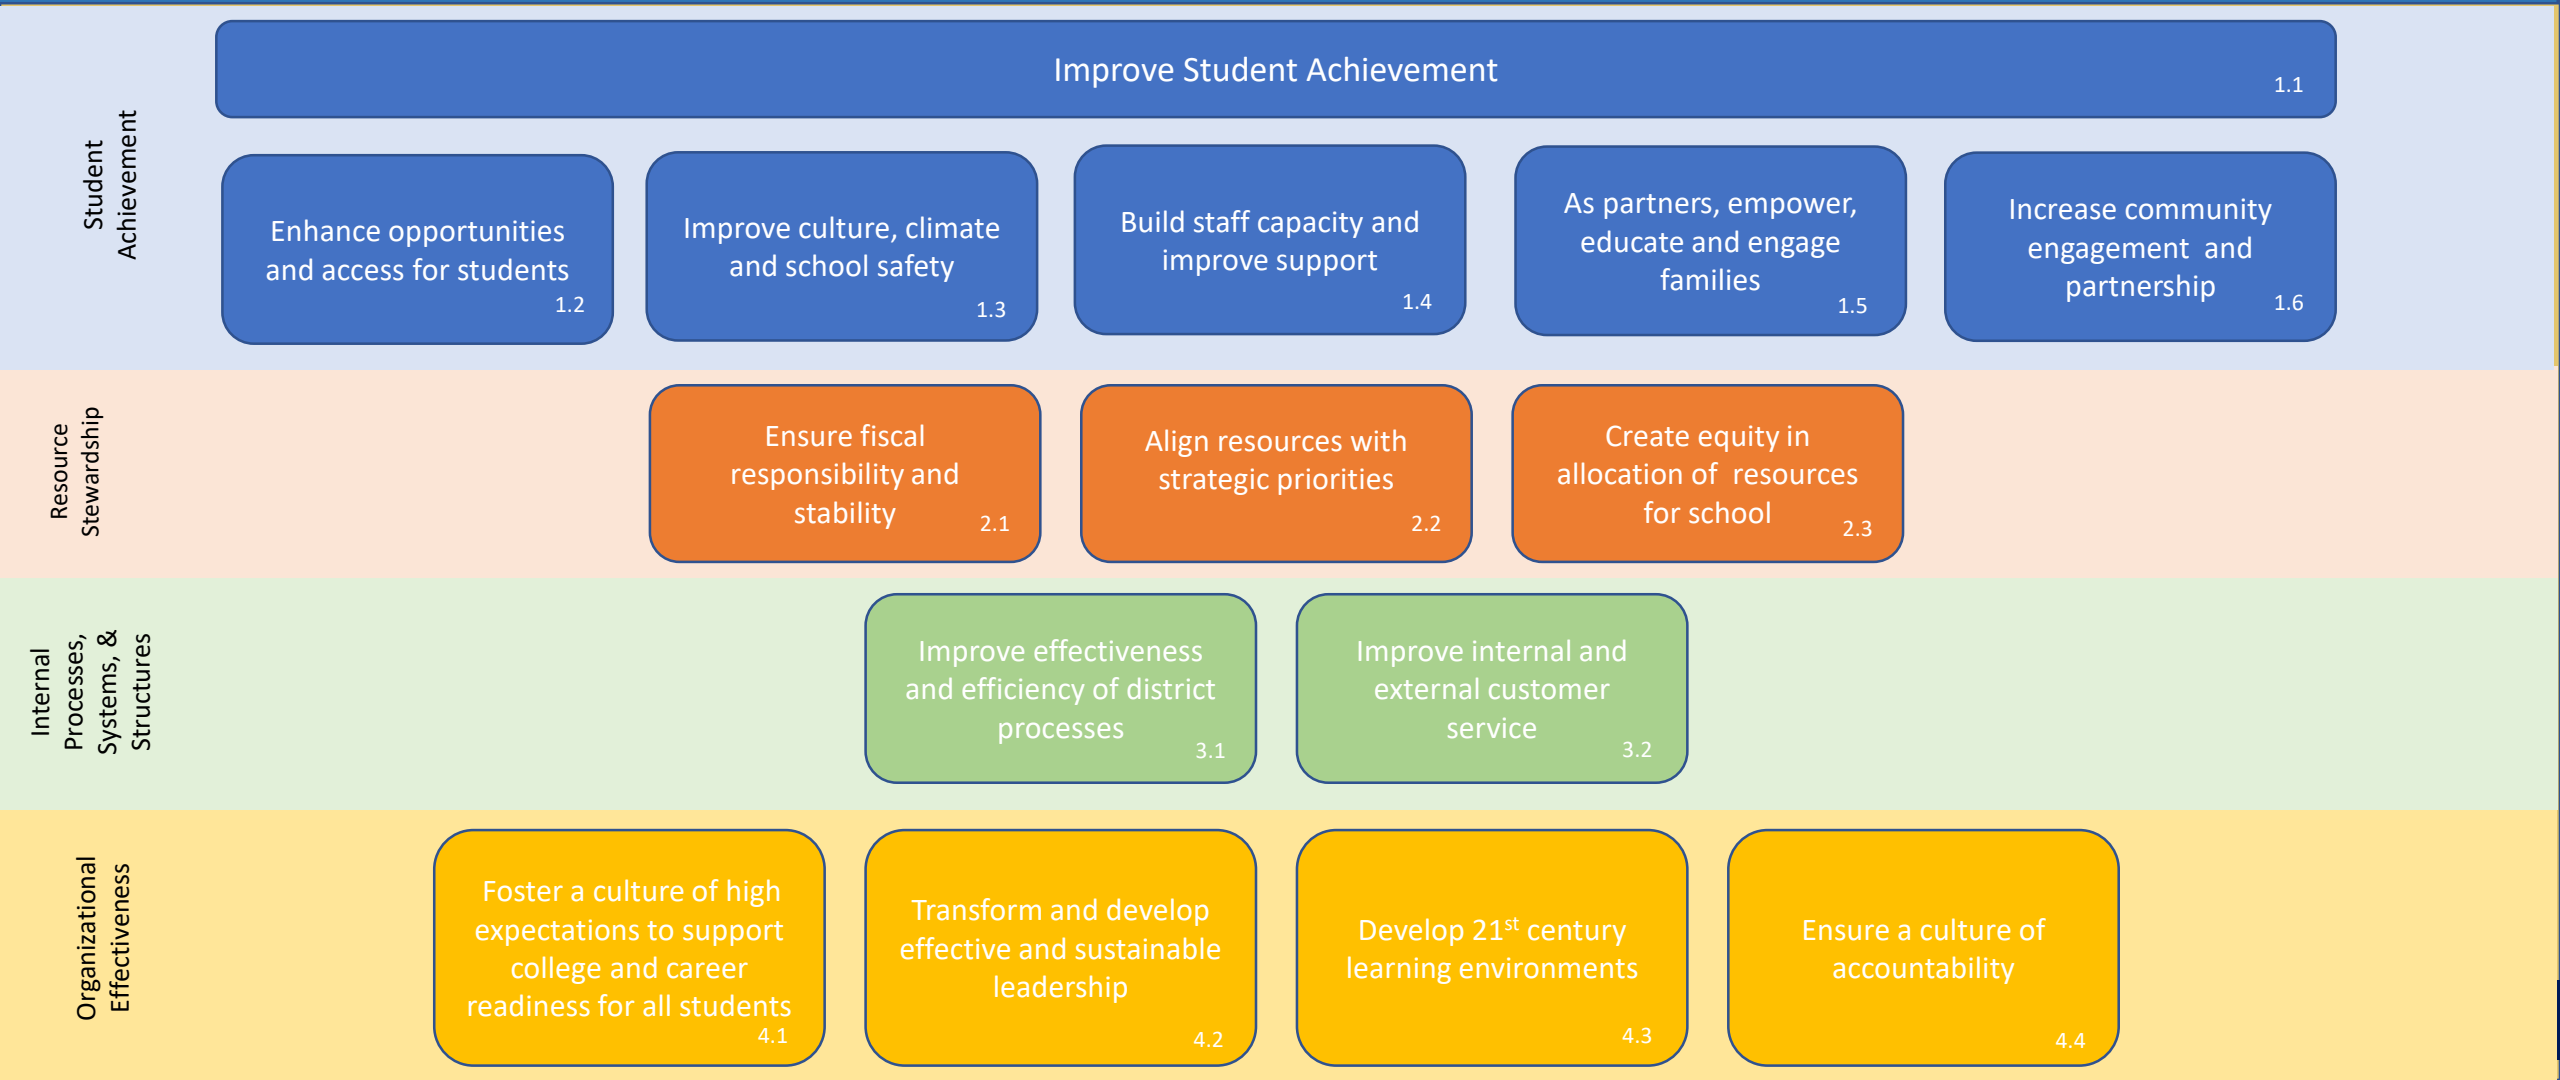 Student
Achievement
Improve Student Achievement
1.1
Enhance opportunities
and access for students
1.2
Improve culture, climate
and school safety
1.3
Build staff capacity and
improve support
1.4
As partners, empower,
educate and engage
families
1.5
Increase community
engagement  and
partnership
1.6
Resource
Stewardship
Ensure fiscal
responsibility and
stability
2.1
Align resources with
strategic priorities
2.2
Create equity in
allocation of  resources
for school
2.3
Internal
Processes,
Systems, &
Structures
Improve effectiveness
and efficiency of district
processes
3.1
Improve internal and
external customer
service
3.2
Organizational
Effectiveness
Foster a culture of high
expectations to support
college and career
readiness for all students
4.1
Transform and develop
effective and sustainable
leadership
4.2
Develop 21st century
learning environments
4.3
Ensure a culture of
accountability
4.4